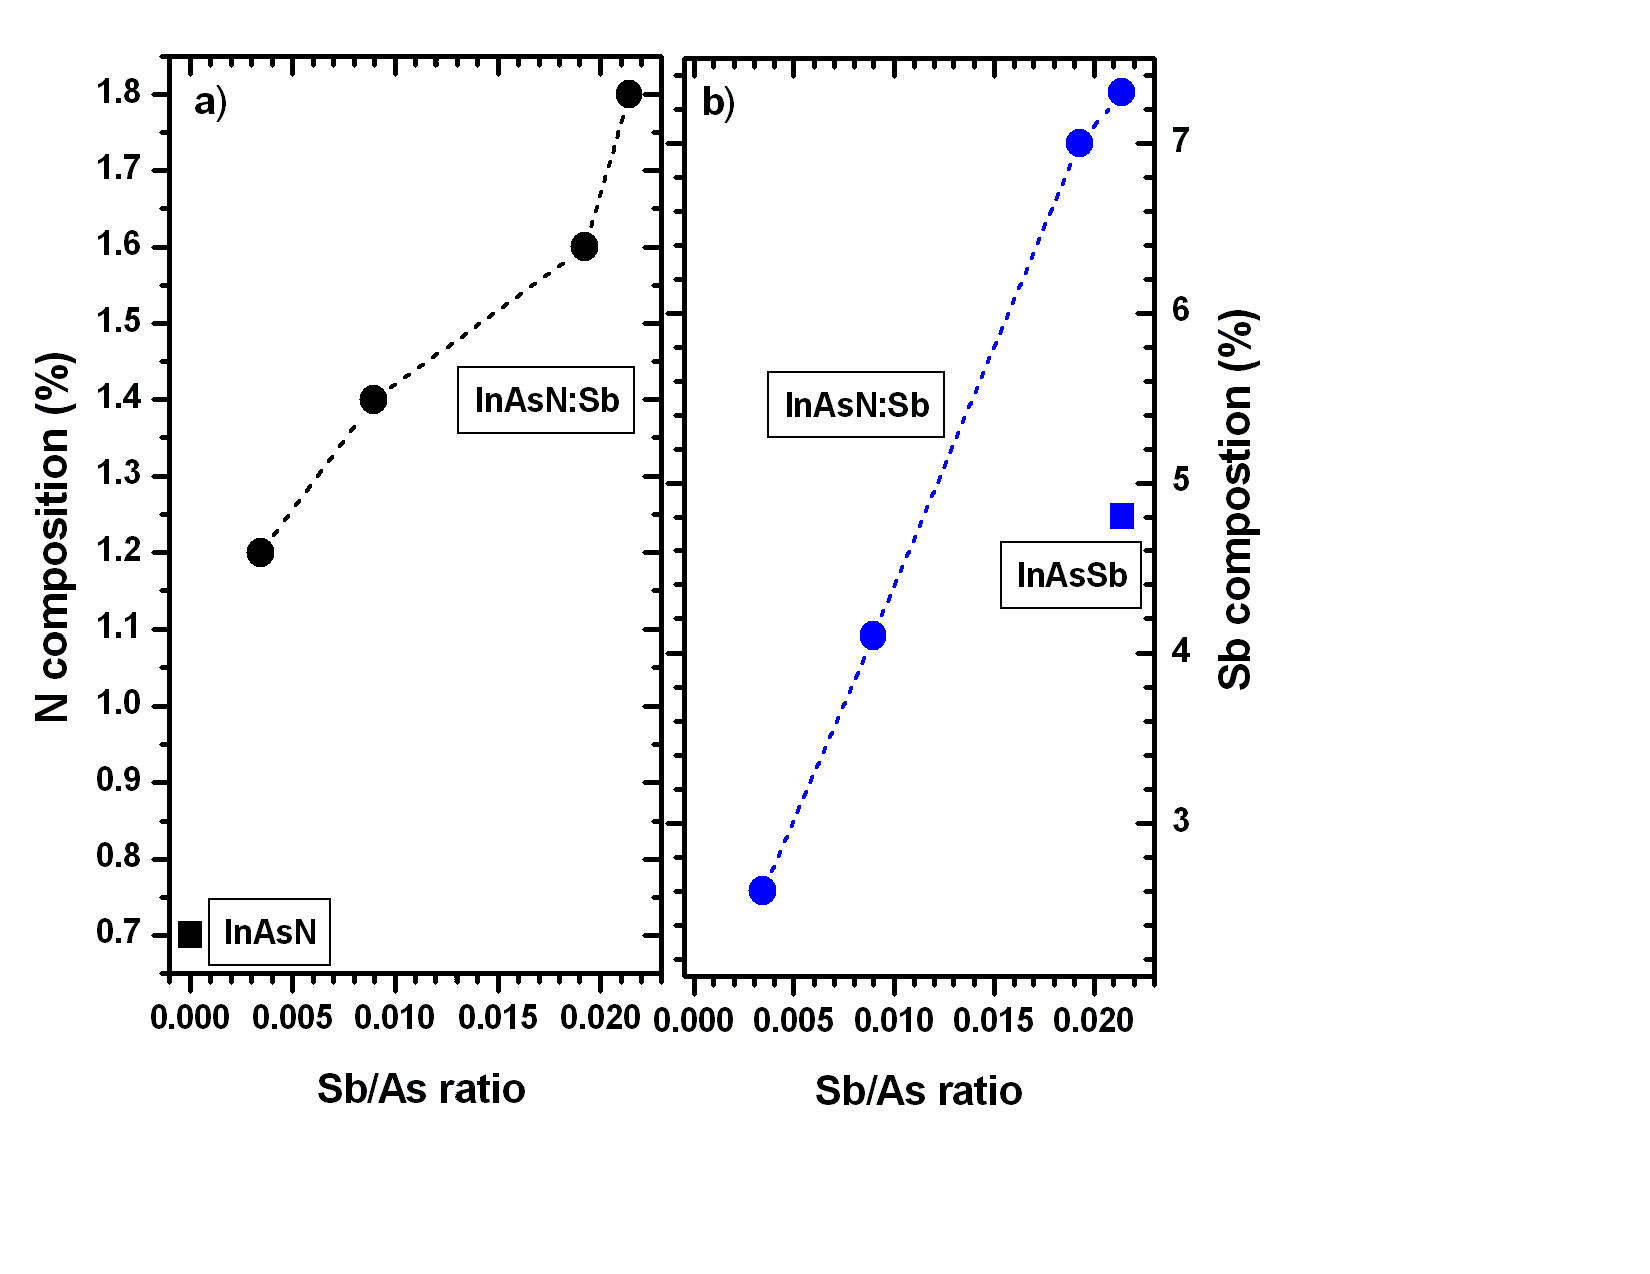 a)
1.8
1.7
1.6
1.5
1.4
1.3
1.2
1.1
1.0
0.9
0.8
0.7
N composition (%)
InAsN:Sb
InAsN
0.000 0.005 0.010 0.015 0.020
Sb/As ratio
b)
InAsN:Sb
InAsSb
7
6
5
4
3
Sb compostion (%)
0.000 0.005 0.010 0.015 0.020
Sb/As ratio